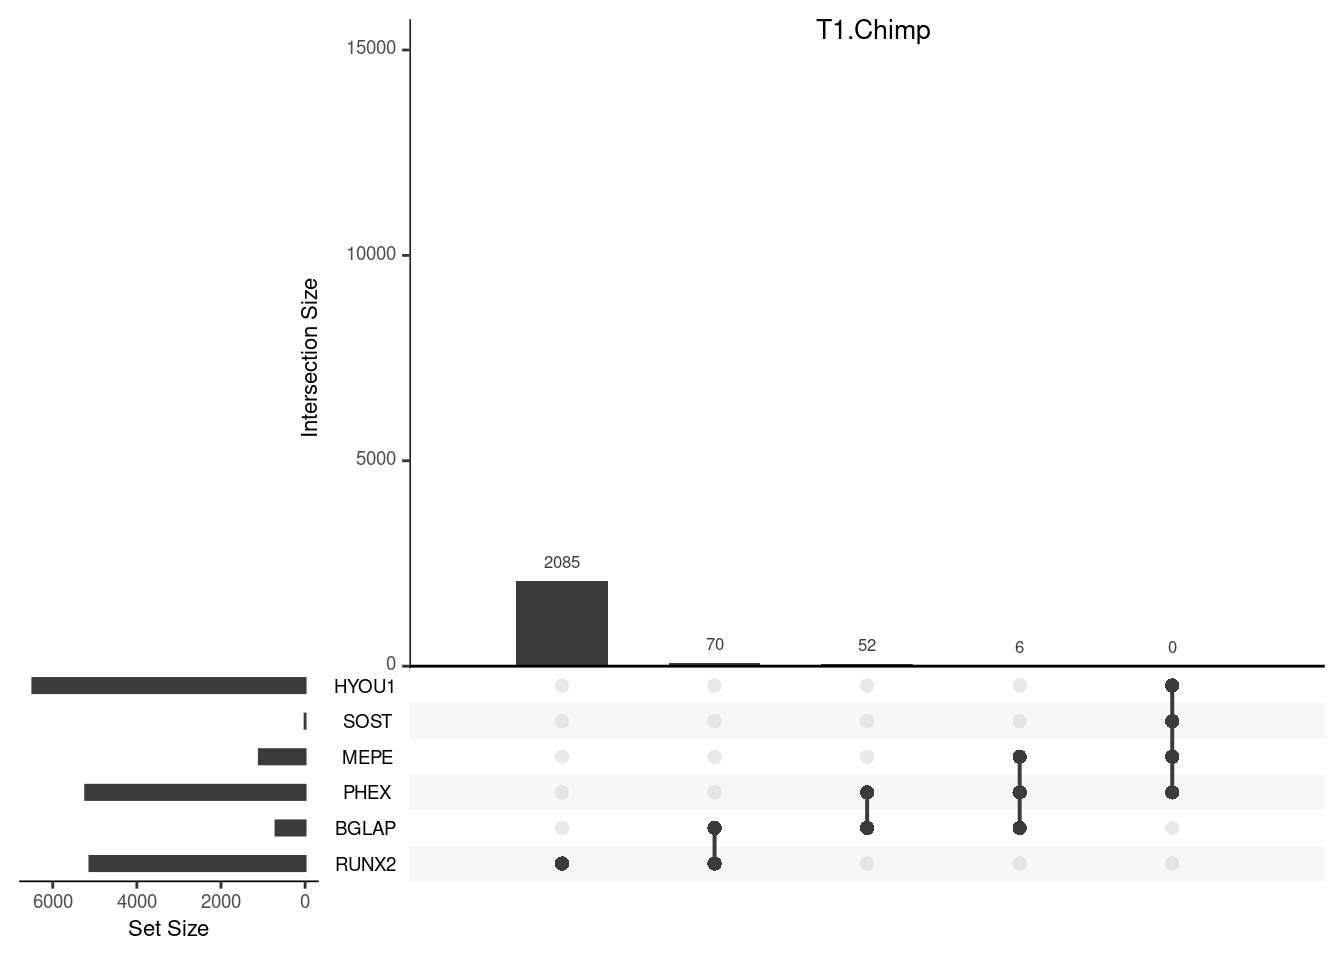 T1.Chimp
15000
10000
5000
0
Intersection Size
2085
70
52
6
0
HYOU1
SOST
MEPE
PHEX
BGLAP
RUNX2
6000 4000 2000 0
Set Size